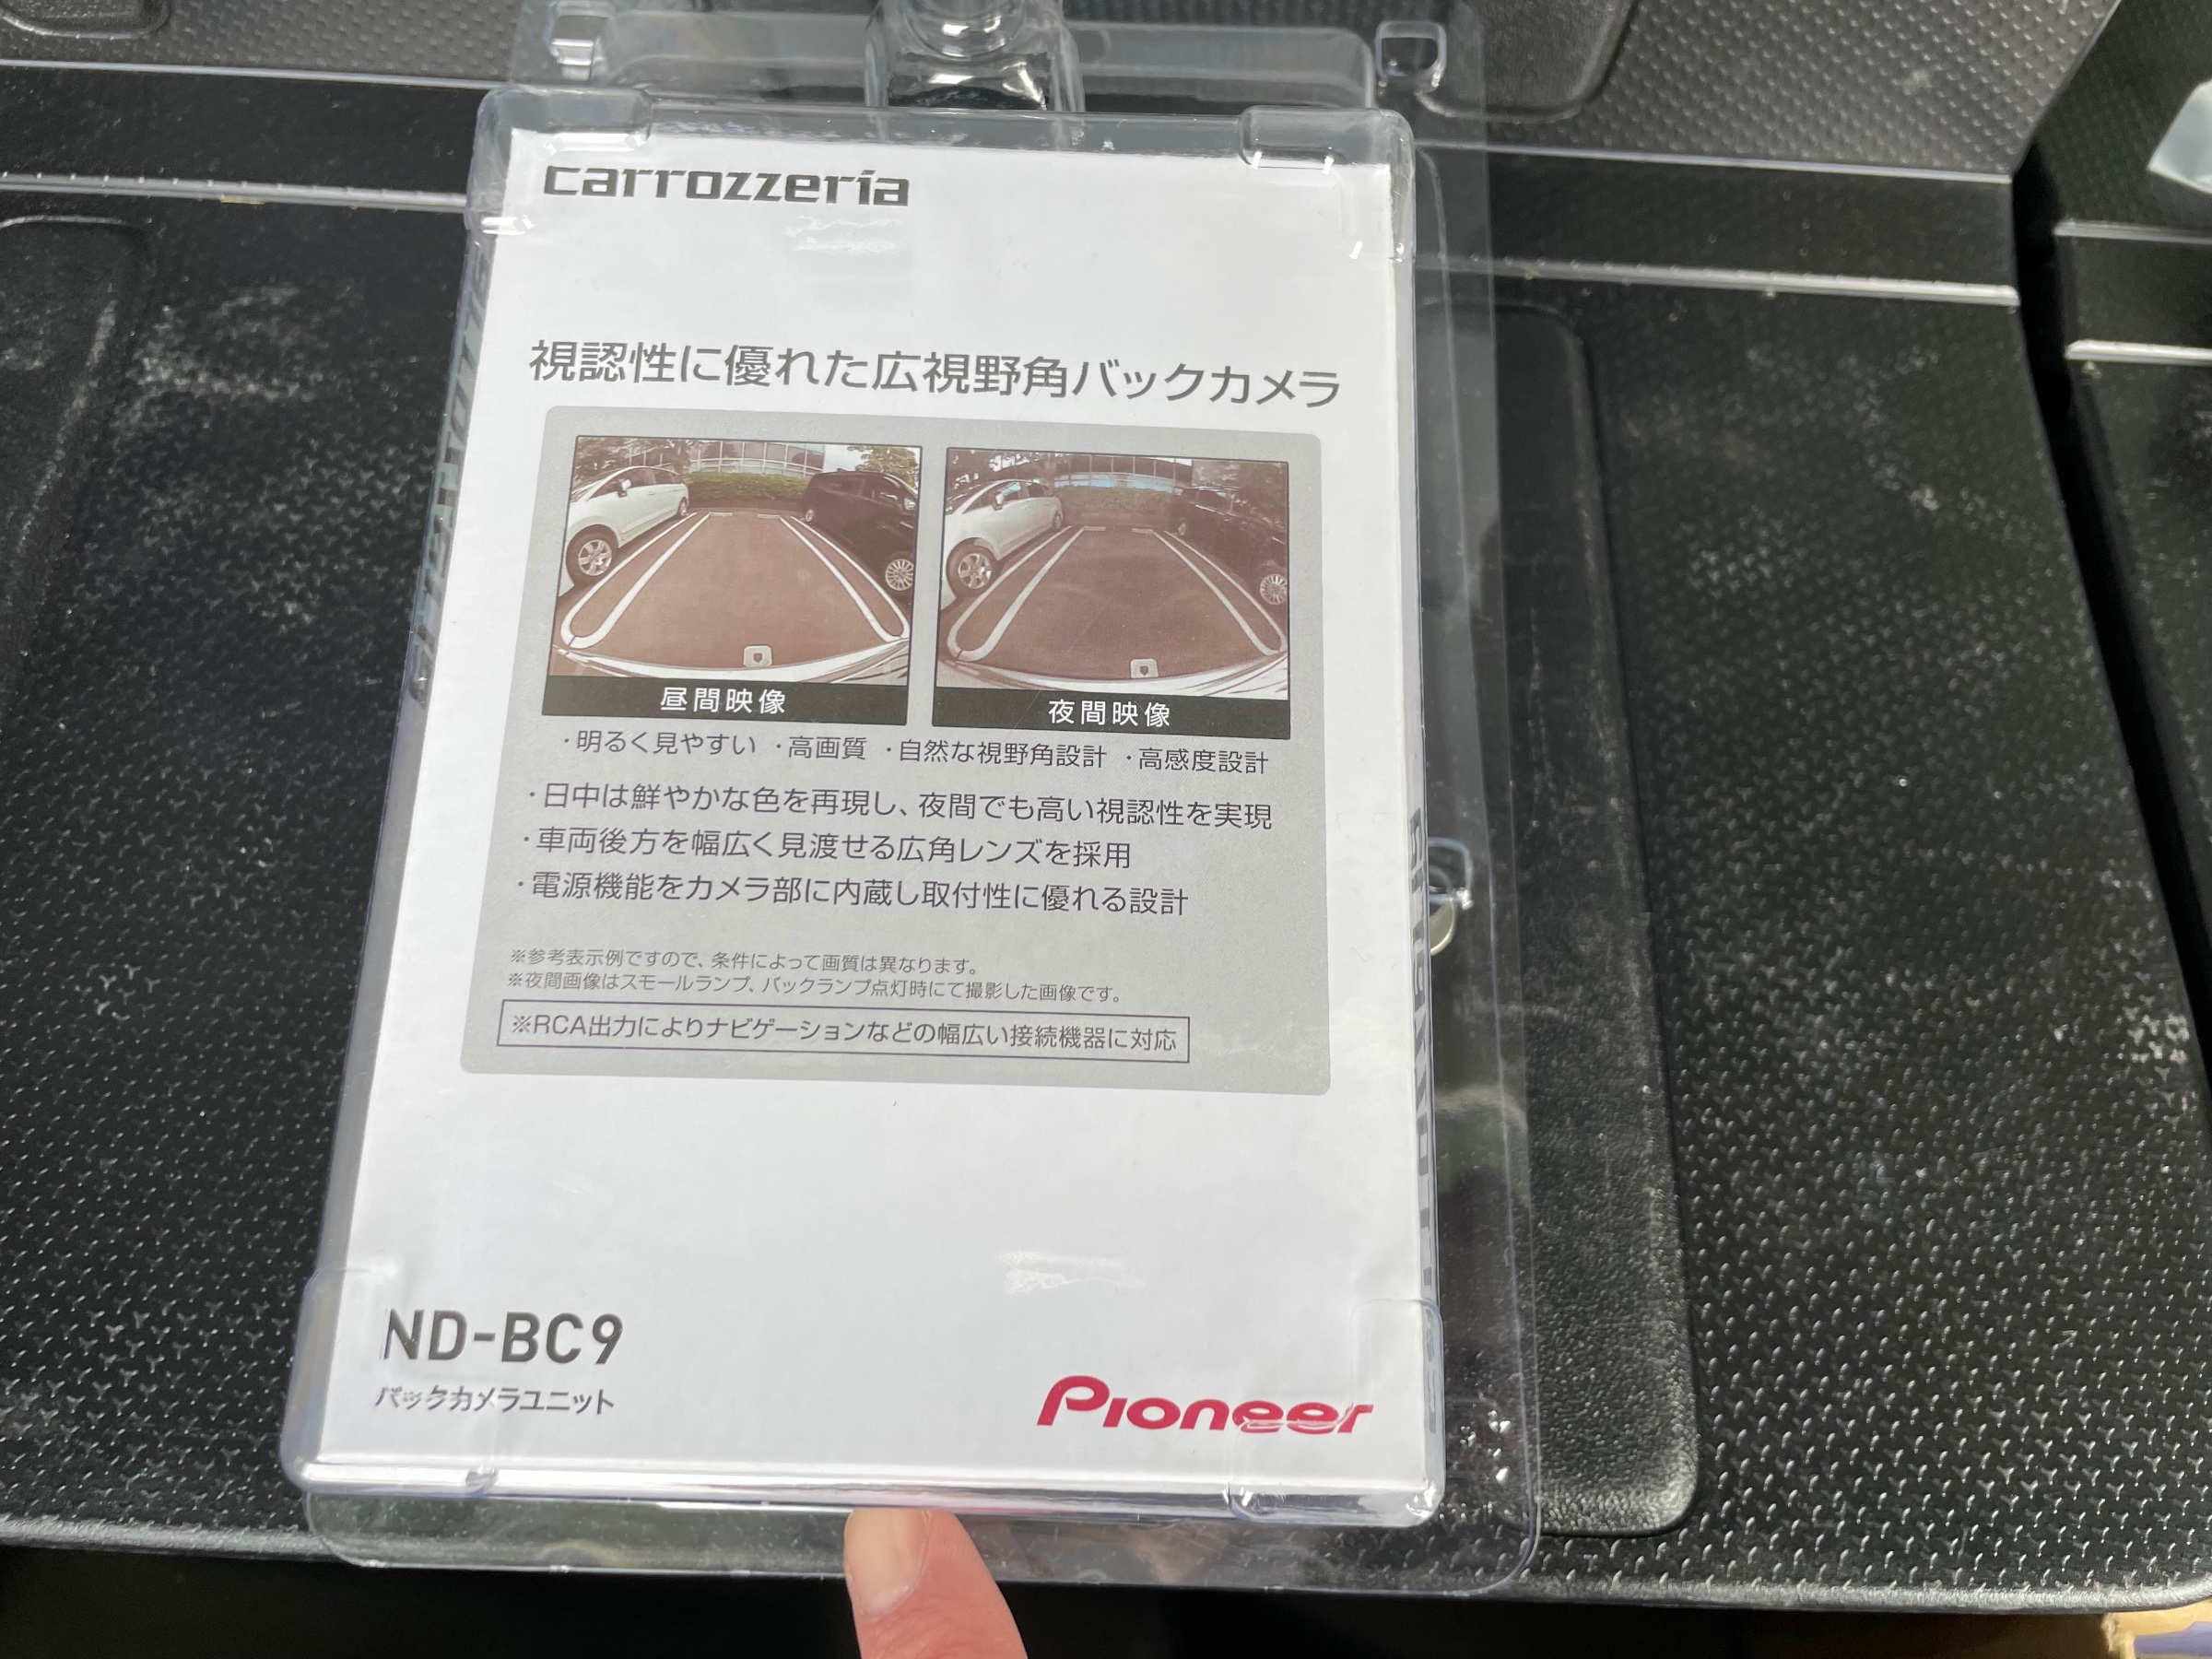 carrozzeria
視認性に優れた広視野角バックカメラ
昼間映像
夜間映像
・明るく見やすい ・高画質 ・自然な視野角設計 ・高感度設計
・日中は鮮やかな色を再現し、夜間でも高い視認性を実現
・車両後方を幅広く見渡せる広角レンズを採用
・電源機能をカメラ部に内蔵し取付性に優れる設計
※参考表示例ですので、条件によって画質は異なります。
※夜間画像はスモールランプ、バックランプ点灯時にて撮影した画像です。
※RCA出力によりナビゲーションなどの幅広い接続機器に対応
ND-BC9
バックカメラユニット
Pioneer